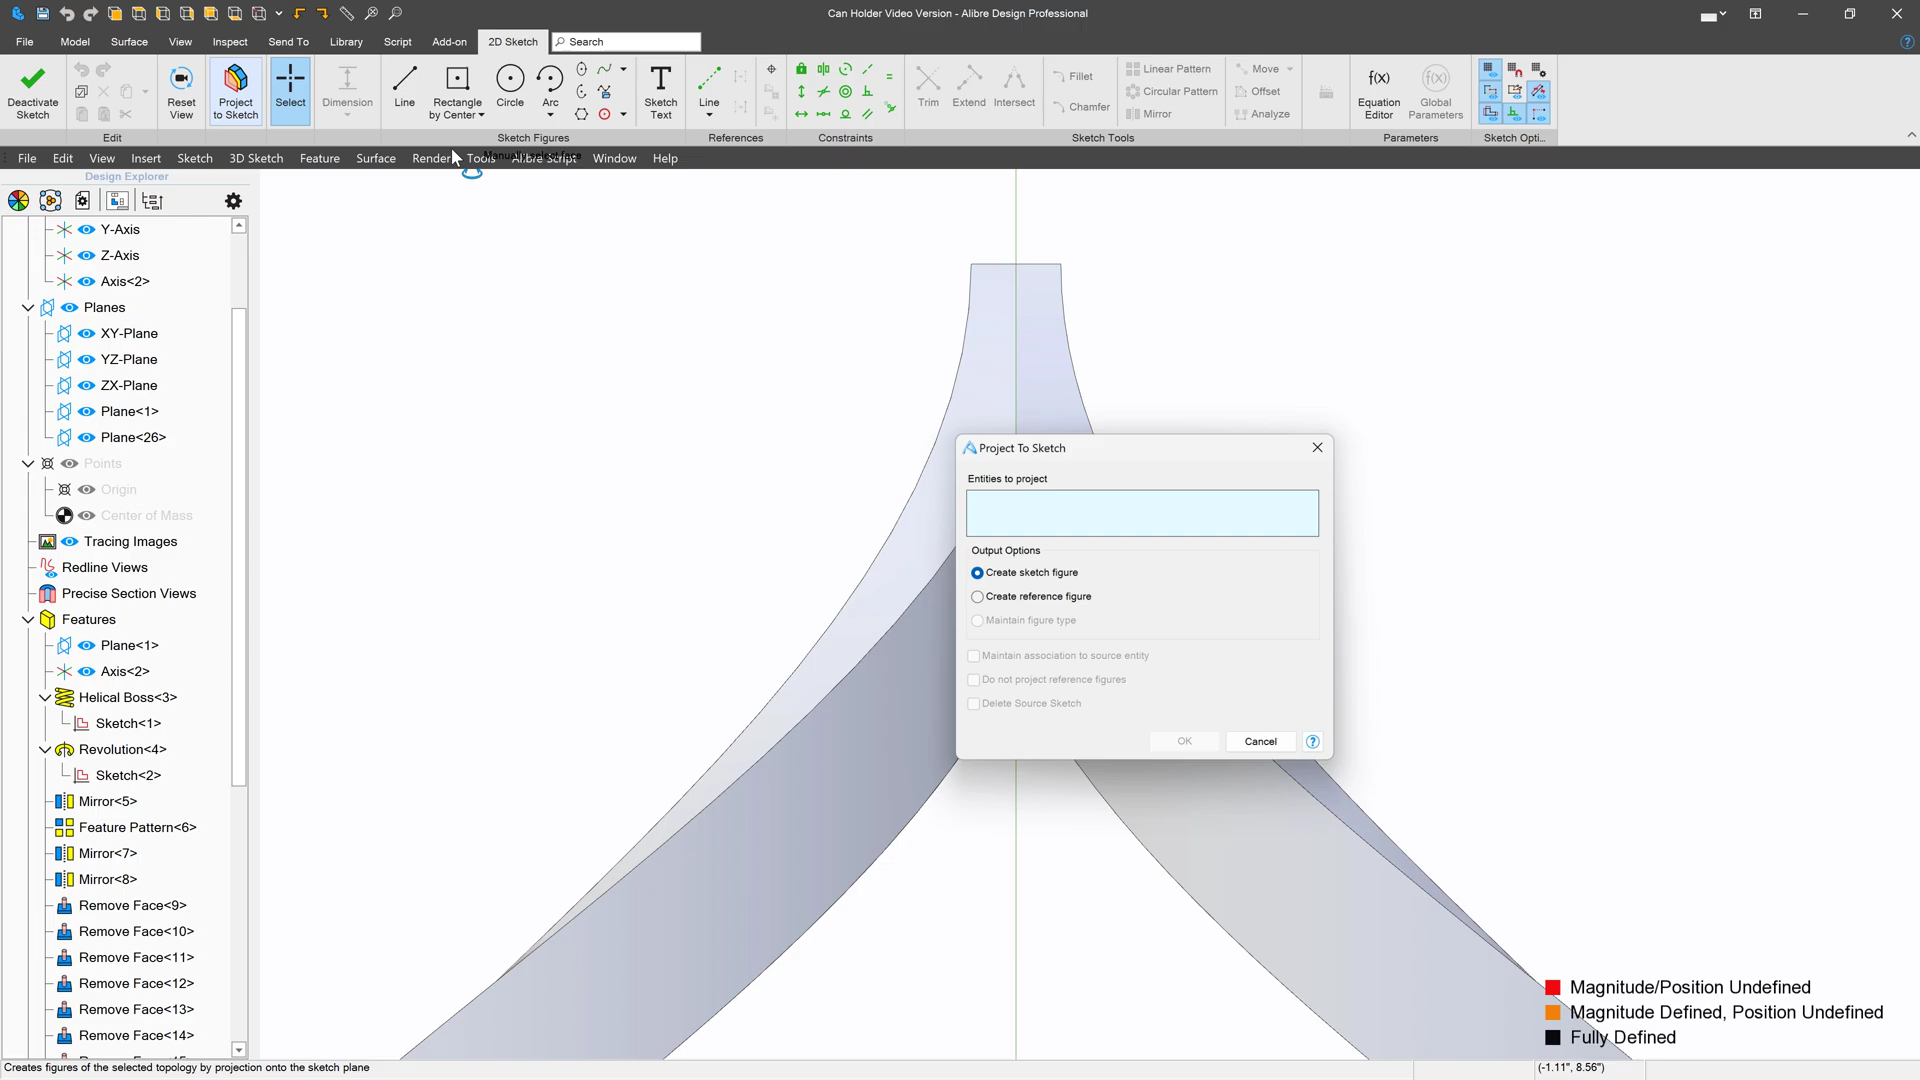 Can Holder Video Version - Alibre Design Professional
File Model Surface View Inspect Send To Library Script Add-on 2D Sketch Search
Deactivate Sketch
Edit
Reset View
Project to Sketch
Select
Dimension
Line
Rectangle by Center
Circle
Arc
Sketch Text
Sketch Figures
Line
References
Constraints
Trim
Extend
Intersect
Fillet
Chamfer
Linear Pattern
Circular Pattern
Mirror
Move
Offset
Analyze
Sketch Tools
Equation Editor
Global Parameters
Parameters
Sketch Opti...
File Edit View Insert Sketch 3D Sketch Feature Surface Render Tools Alibre Script Window Help
Design Explorer
Y-Axis
Z-Axis
Axis<2>
Planes
XY-Plane
YZ-Plane
ZX-Plane
Plane<1>
Plane<26>
Points
Origin
Center of Mass
Tracing Images
Redline Views
Precise Section Views
Features
Plane<1>
Axis<2>
Helical Boss<3>
Sketch<1>
Revolution<4>
Sketch<2>
Mirror<5>
Feature Pattern<6>
Mirror<7>
Mirror<8>
Remove Face<9>
Remove Face<10>
Remove Face<11>
Remove Face<12>
Remove Face<13>
Remove Face<14>
Project To Sketch
Entities to project
Output Options
Create sketch figure
Create reference figure
Maintain figure type
Maintain association to source entity
Do not project reference figures
Delete Source Sketch
OK
Cancel
Magnitude/Position Undefined
Magnitude Defined, Position Undefined
Fully Defined
Creates figures of the selected topology by projection onto the sketch plane
(-1.11", 8.56")